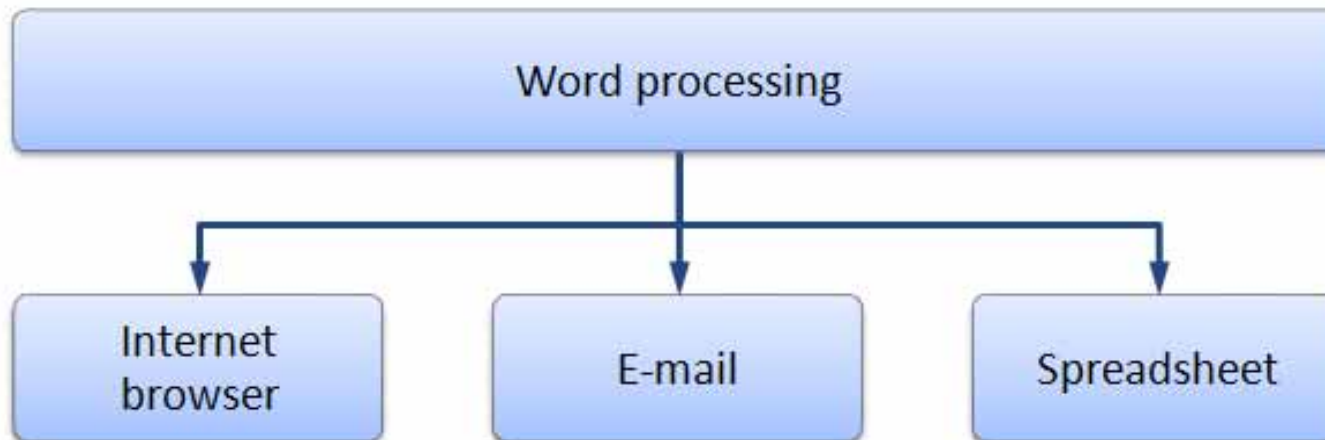 Word processing
Internet
browser
E-mail
Spreadsheet